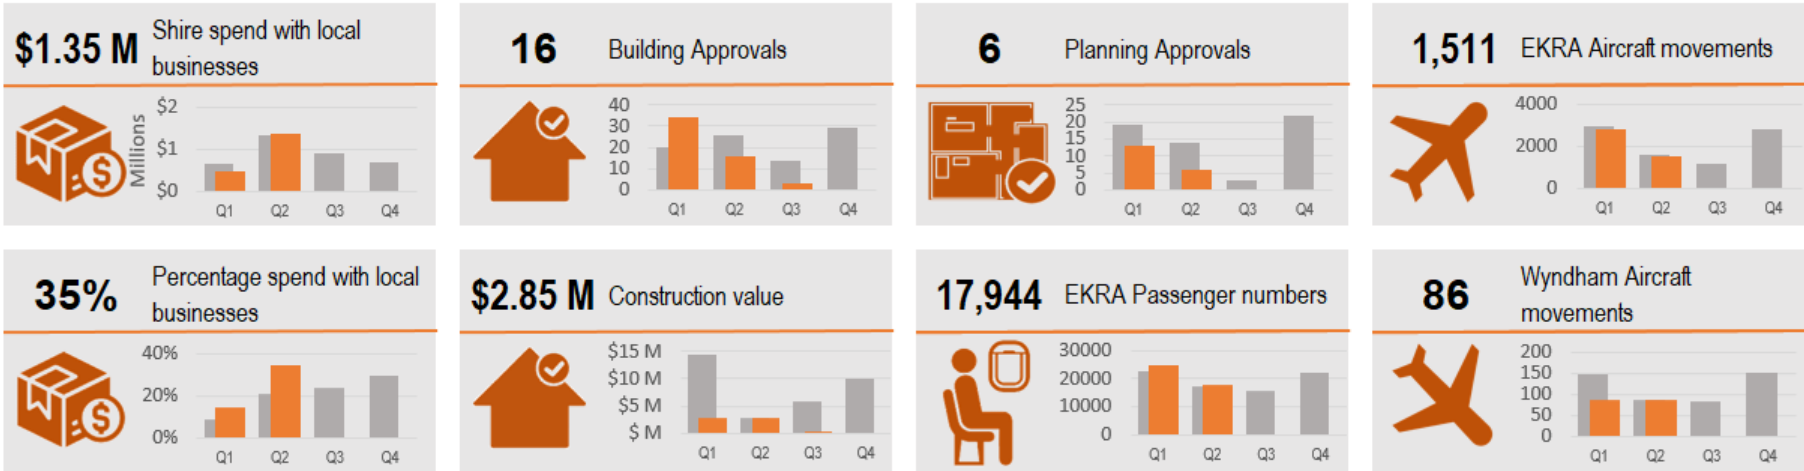 $1.35 M
Shire spend with local
businesses
Millions
$2
$1
$0
Q1 Q2 Q3 Q4
16
Building Approvals
40
30
20
10
0
Q1 Q2 Q3 Q4
6
Planning Approvals
25
20
15
10
5
0
Q1 Q2 Q3 Q4
1,511
EKRA Aircraft movements
4000
2000
0
Q1 Q2 Q3 Q4
35%
Percentage spend with local
businesses
40%
20%
0%
$
Q1 Q2 Q3 Q4
$2.85 M
Construction value
$15 M
$10 M
$5 M
$ M
Q1 Q2 Q3 Q4
17,944
EKRA Passenger numbers
30000
20000
10000
0
Q1 Q2 Q3 Q4
86
Wyndham Aircraft
movements
200
150
100
50
0
Q1 Q2 Q3 Q4